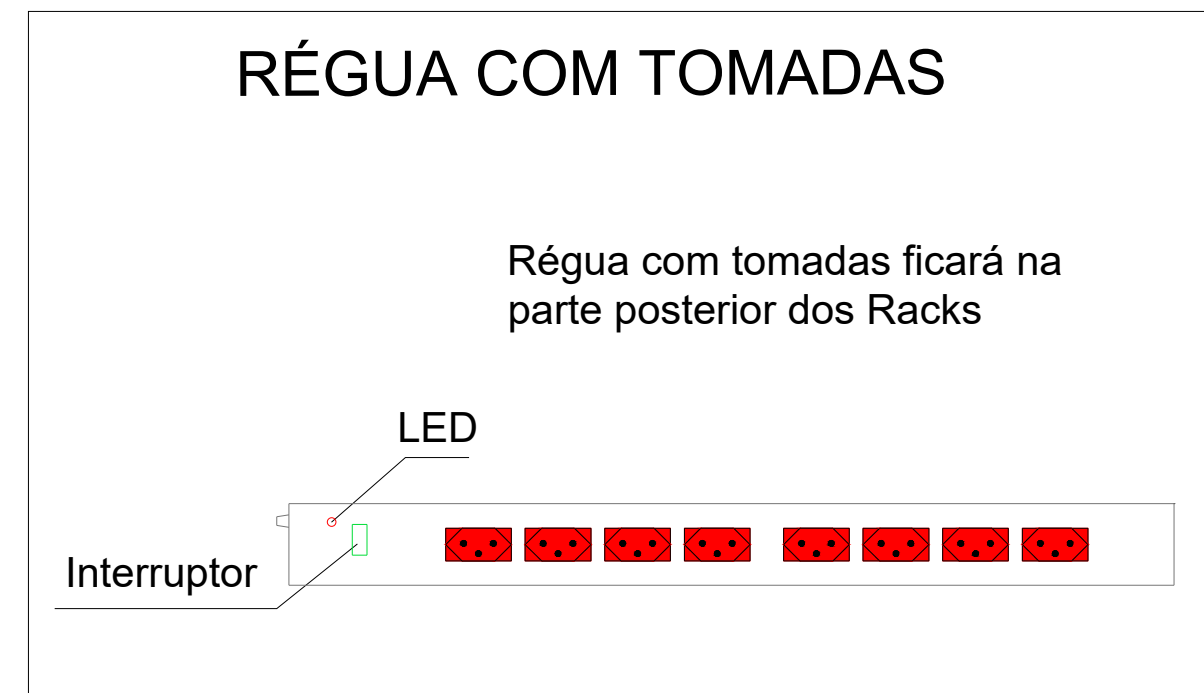 RÉGUA COM TOMADAS
Régua com tomadas ficará na
parte posterior dos Racks
LED
Interruptor